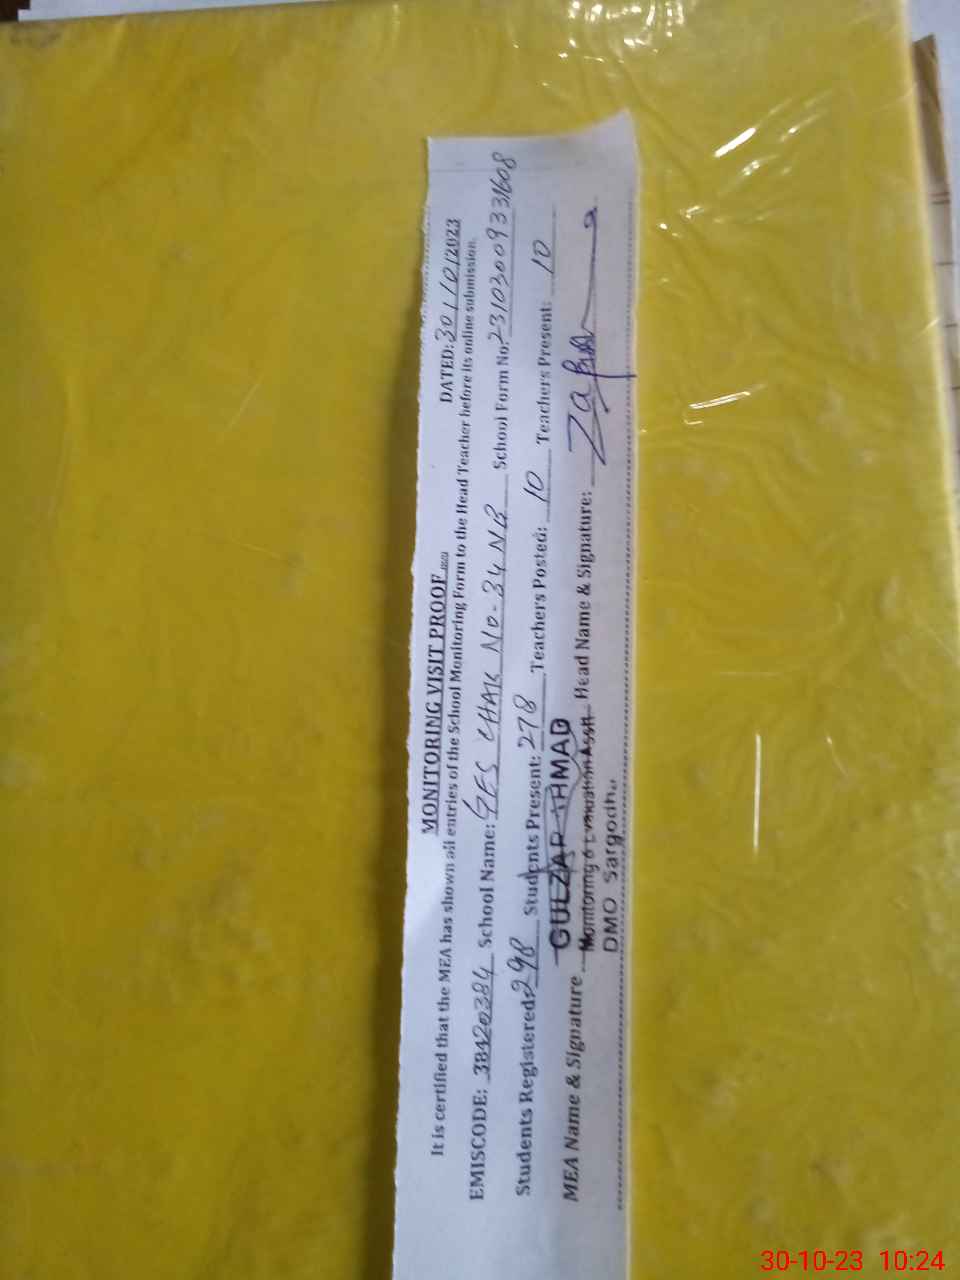 MONITORING VISIT PROOF
DATED: 30/10/2023
It is certified that the MEA has shown all entries of the School Monitoring Form to the Head Teacher before its online submission.
EMISCODE: 38420384 School Name: GES CHAK No-34 NB School Form No: 2310300933 1608
Students Registered: 298 Students Present: 278 Teachers Posted: 10 Teachers Present: 10
MEA Name & Signature GULZAR AHMAD Head Name & Signature: Zafar
Monitoring & Evaluation Asstt.
DMO Sargodha
30-10-23 10:24